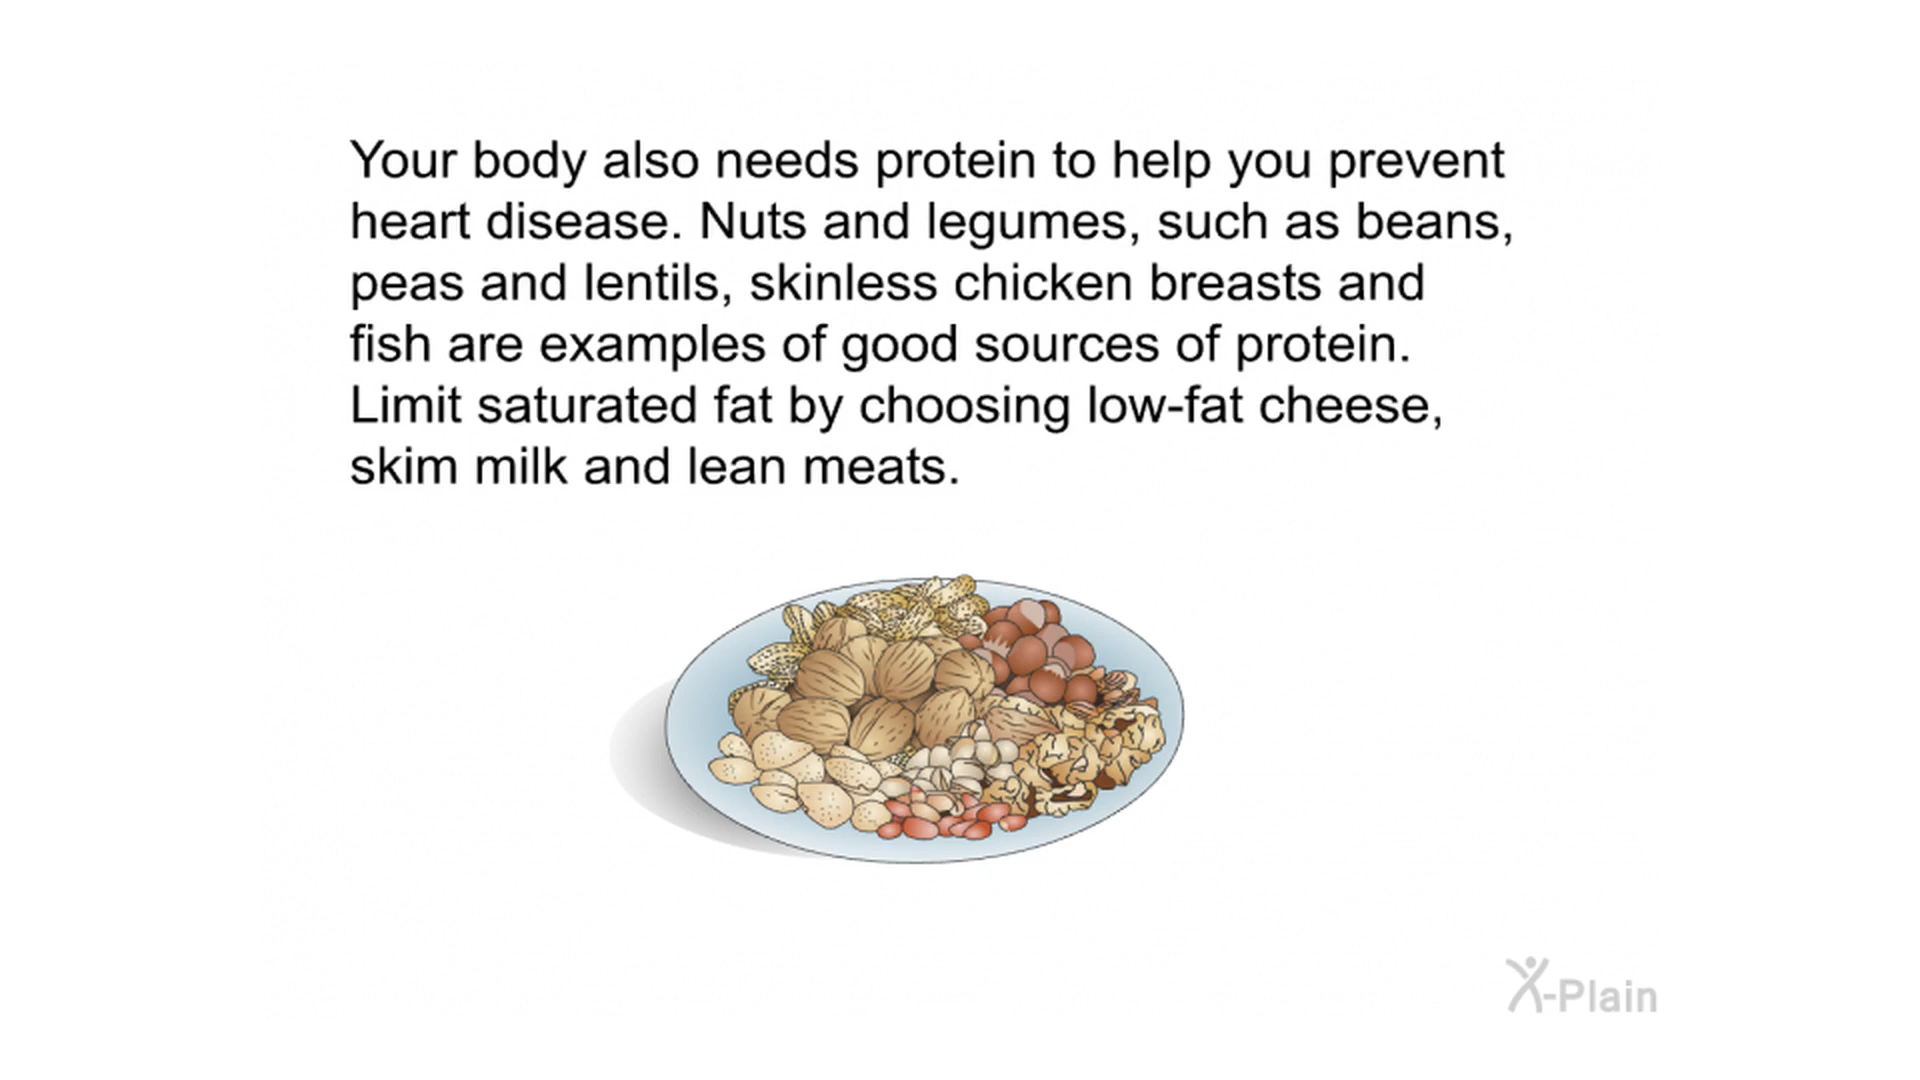 Your body also needs protein to help you prevent
heart disease. Nuts and legumes, such as beans,
peas and lentils, skinless chicken breasts and
fish are examples of good sources of protein.
Limit saturated fat by choosing low-fat cheese,
skim milk and lean meats.
X-Plain